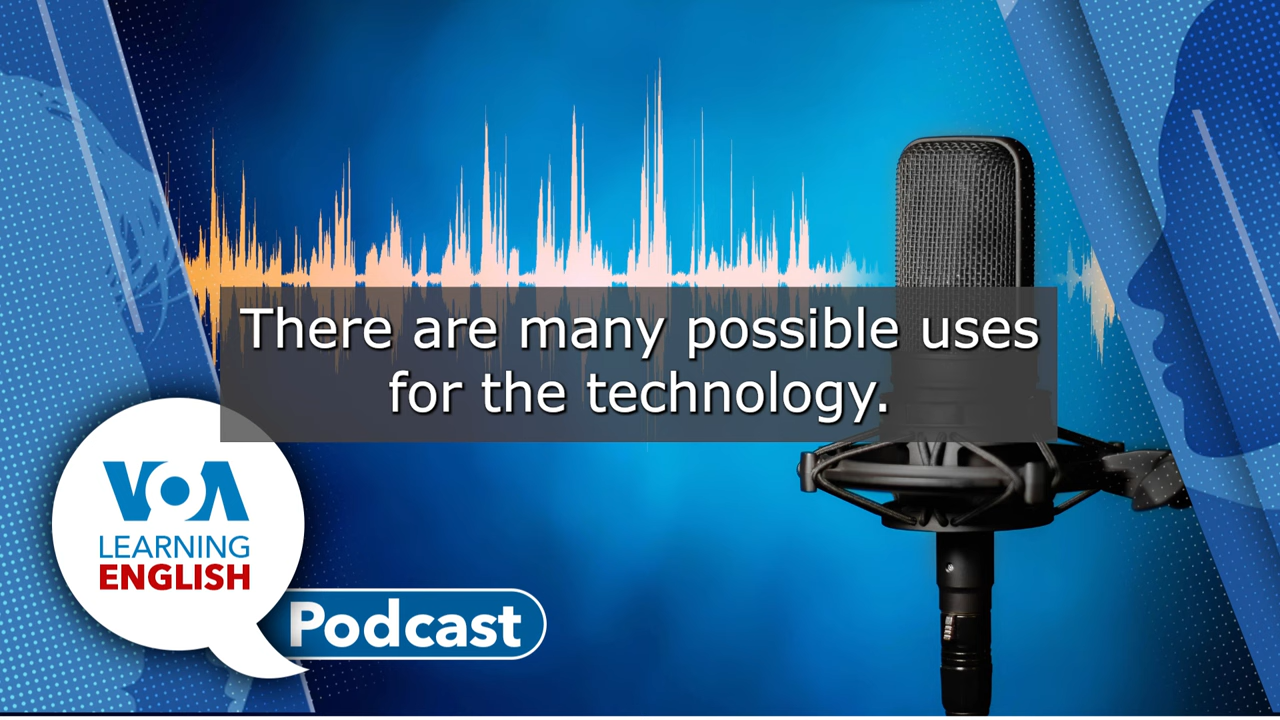 There are many possible uses
for the technology.
VOA
LEARNING
ENGLISH
Podcast